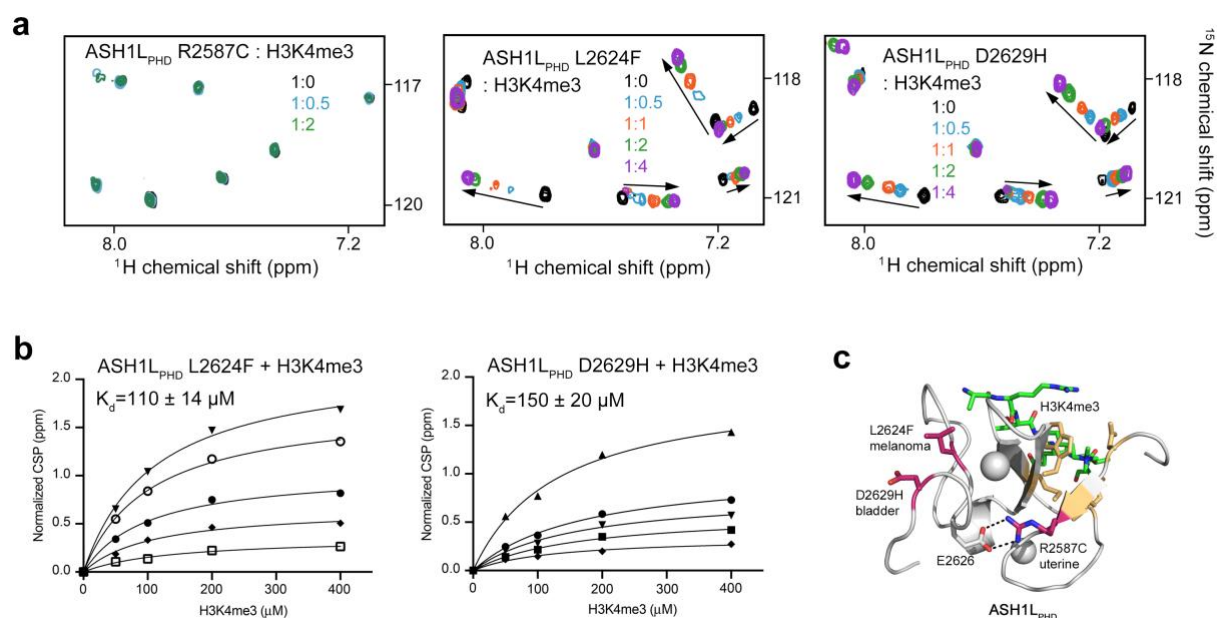 a
ASH1LPHD R2587C : H3K4me3
1:0
1:0.5
1:2
117
120
8.0 7.2
1H chemical shift (ppm)
ASH1LPHD L2624F
: H3K4me3
1:0
1:0.5
1:1
1:2
1:4
118
121
8.0 7.2
1H chemical shift (ppm)
ASH1LPHD D2629H
: H3K4me3
1:0
1:0.5
1:1
1:2
1:4
118
121
8.0 7.2
1H chemical shift (ppm)
15N chemical shift (ppm)
b
ASH1LPHD L2624F + H3K4me3
Kd=110 ± 14 μM
Normalized CSP (ppm)
2.0
1.5
1.0
0.5
0.0
0 100 200 300 400
H3K4me3 (μM)
ASH1LPHD D2629H + H3K4me3
Kd=150 ± 20 μM
Normalized CSP (ppm)
2.0
1.5
1.0
0.5
0.0
0 100 200 300 400
H3K4me3 (μM)
c
H3K4me3
L2624F
melanoma
D2629H
bladder
E2626
R2587C
uterine
ASH1LPHD